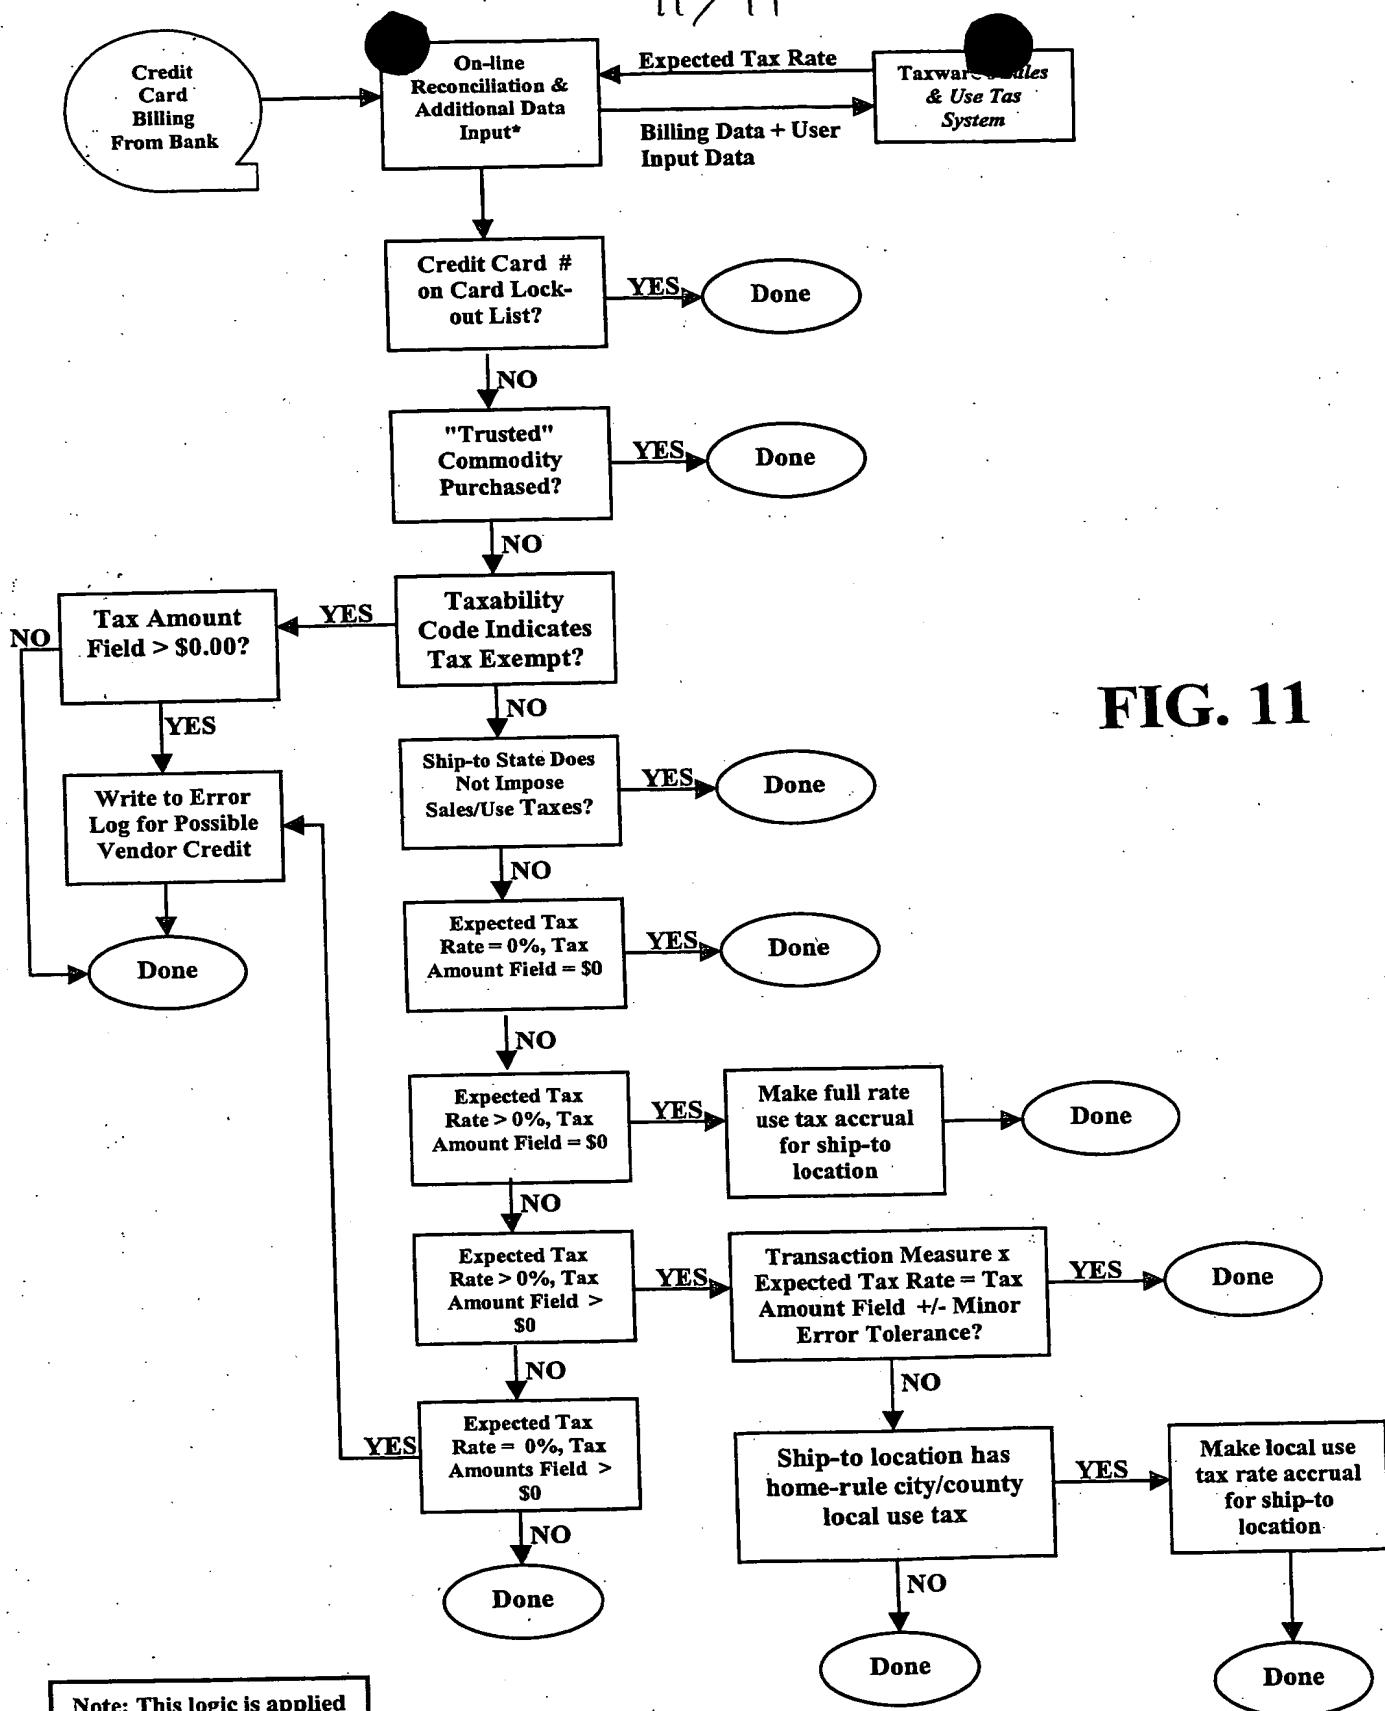 11/11
Credit
Card
Billing
From Bank
On-line
Reconciliation &
Additional Data
Input*
Expected Tax Rate
Billing Data + User
Input Data
& Use Tas
System
Credit Card #
on Card Lock-
out List?
YES
Done
NO
"Trusted"
Commodity
Purchased?
YES
Done
NO
Taxability
Code Indicates
Tax Exempt?
YES
Tax Amount
Field > $0.00?
NO
YES
Write to Error
Log for Possible
Vendor Credit
Done
NO
FIG. 11
Ship-to State Does
Not Impose
Sales/Use Taxes?
YES
Done
NO
Expected Tax
Rate = 0%, Tax
Amount Field = $0
YES
Done
NO
Expected Tax
Rate > 0%, Tax
Amount Field = $0
YES
Make full rate
use tax accrual
for ship-to
location
Done
NO
Expected Tax
Rate > 0%, Tax
Amount Field >
$0
YES
Transaction Measure x
Expected Tax Rate = Tax
Amount Field +/- Minor
Error Tolerance?
YES
Done
NO
NO
Expected Tax
Rate = 0%, Tax
Amounts Field >
$0
YES
NO
Done
Ship-to location has
home-rule city/county
local use tax
YES
Make local use
tax rate accrual
for ship-to
location
NO
Done
Done
Note: This logic is applied